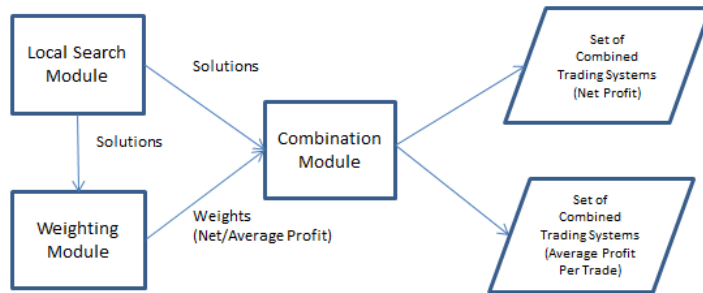 Local Search
Module
Solutions
Solutions
Weighting
Module
Weights
(Net/Average Profit)
Combination
Module
Set of
Combined
Trading Systems
(Net Profit)
Set of
Combined
Trading Systems
(Average Profit
Per Trade)